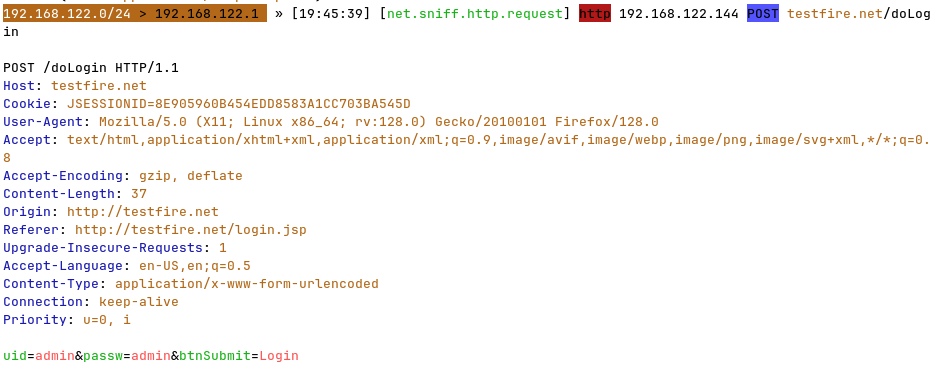 192.168.122.0/24 > 192.168.122.1 » [19:45:39] [net.sniff.http.request] http 192.168.122.144 POST testfire.net/doLog
in
POST /doLogin HTTP/1.1
Host: testfire.net
Cookie: JSESSIONID=8E905960B454EDD8583A1CC703BA545D
User-Agent: Mozilla/5.0 (X11; Linux x86_64; rv:128.0) Gecko/20100101 Firefox/128.0
Accept: text/html,application/xhtml+xml,application/xml;q=0.9,image/avif,image/webp,image/png,image/svg+xml,*/*;q=0.
8
Accept-Encoding: gzip, deflate
Content-Length: 37
Origin: http://testfire.net
Referer: http://testfire.net/login.jsp
Upgrade-Insecure-Requests: 1
Accept-Language: en-US,en;q=0.5
Content-Type: application/x-www-form-urlencoded
Connection: keep-alive
Priority: u=0, i
uid=admin&passw=admin&btnSubmit=Login